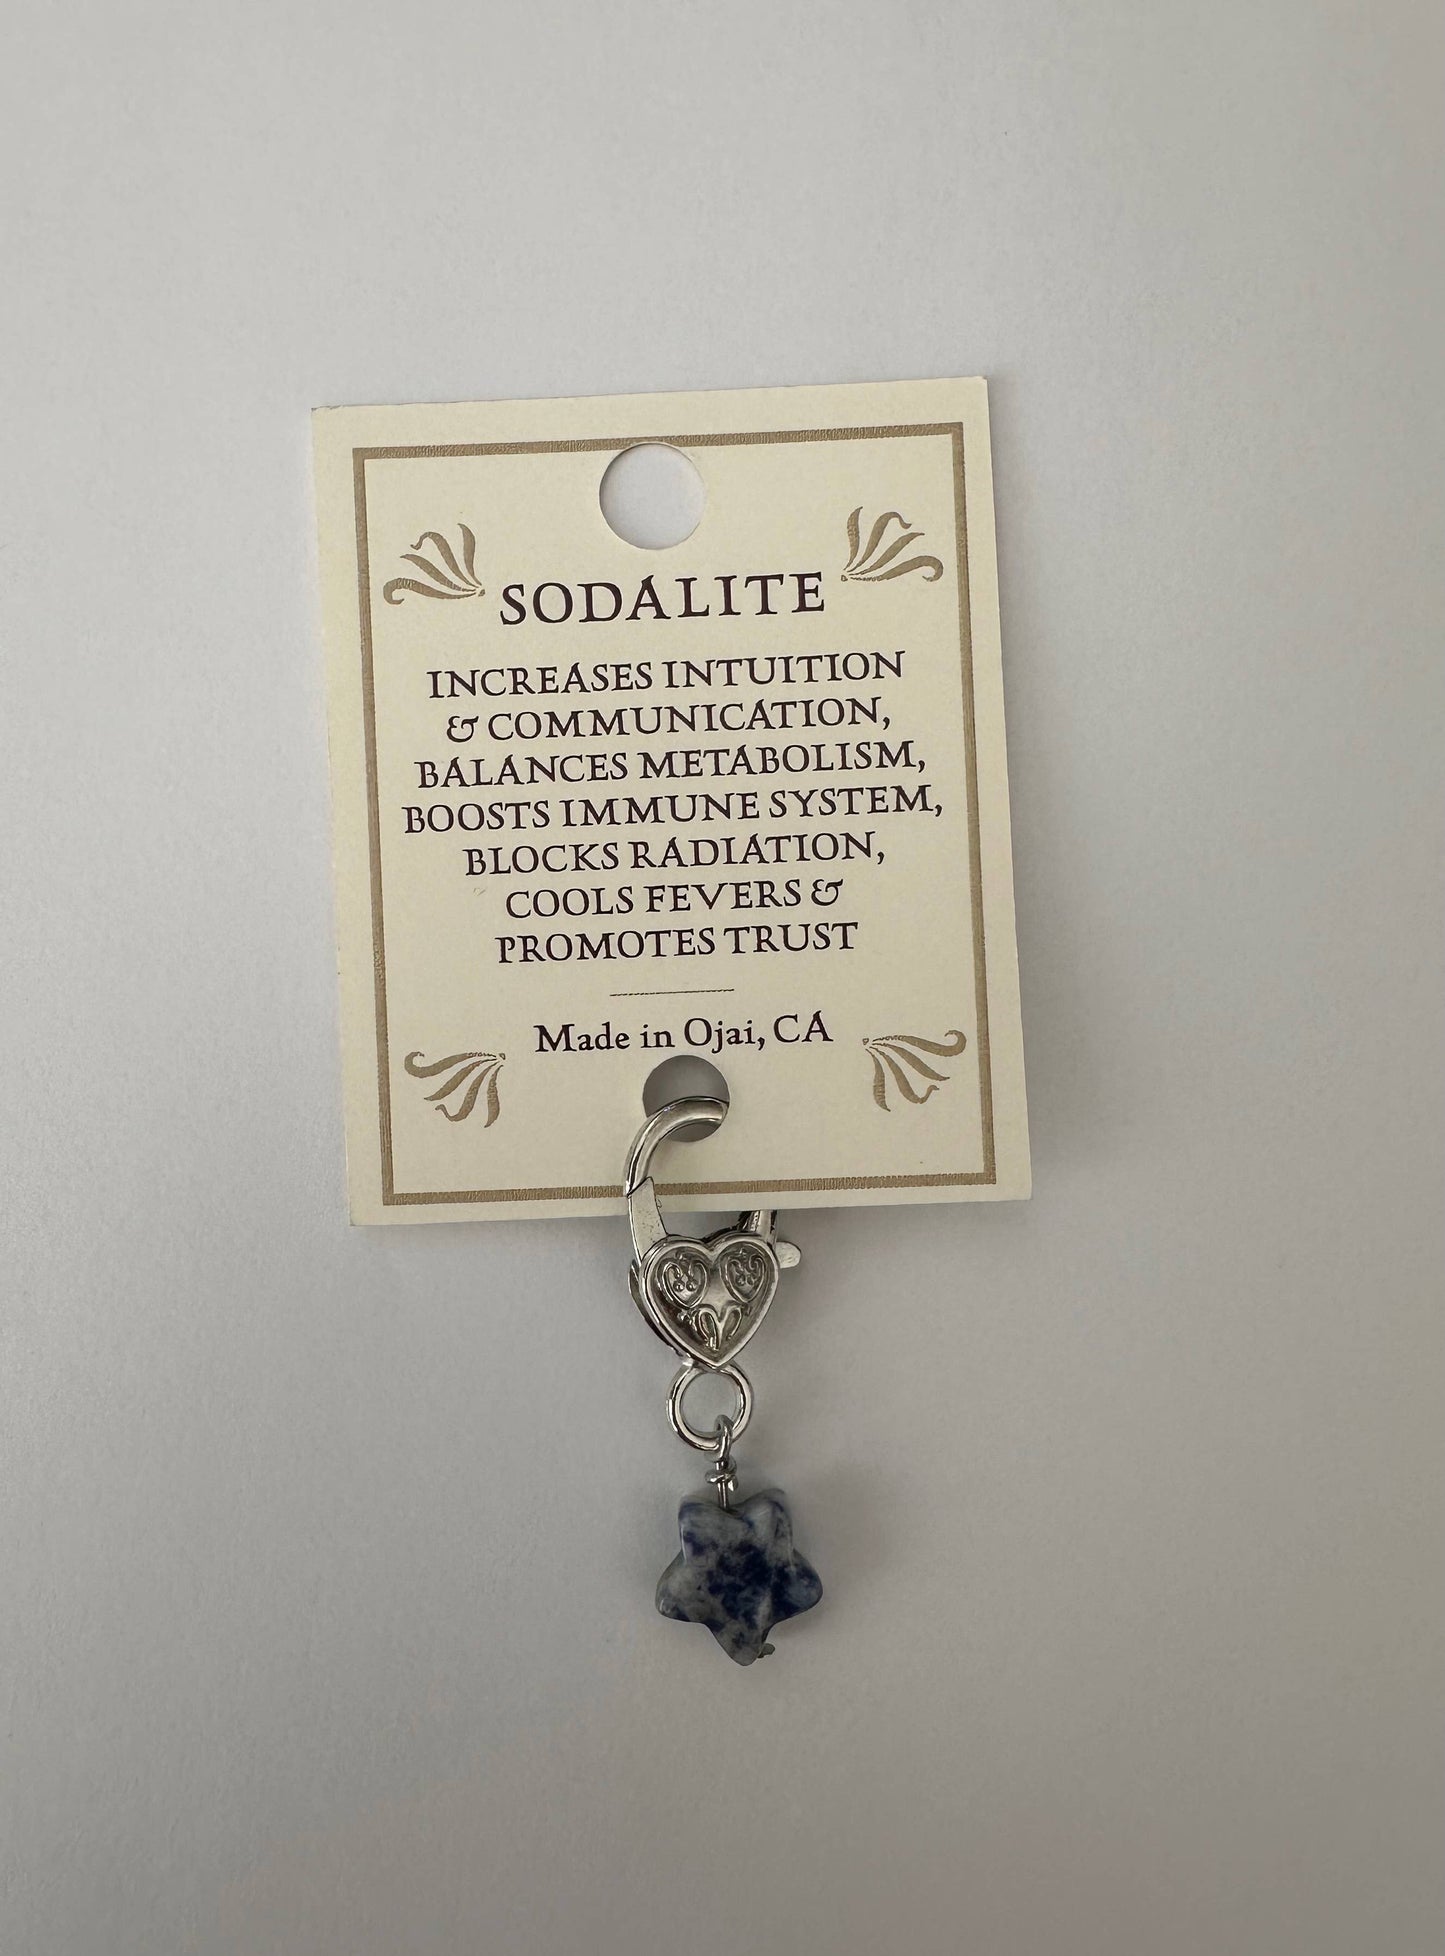 SODALITE
INCREASES INTUITION
& COMMUNICATION,
BALANCES METABOLISM,
BOOSTS IMMUNE SYSTEM,
BLOCKS RADIATION,
COOLS FEVERS &
PROMOTES TRUST
Made in Ojai, CA